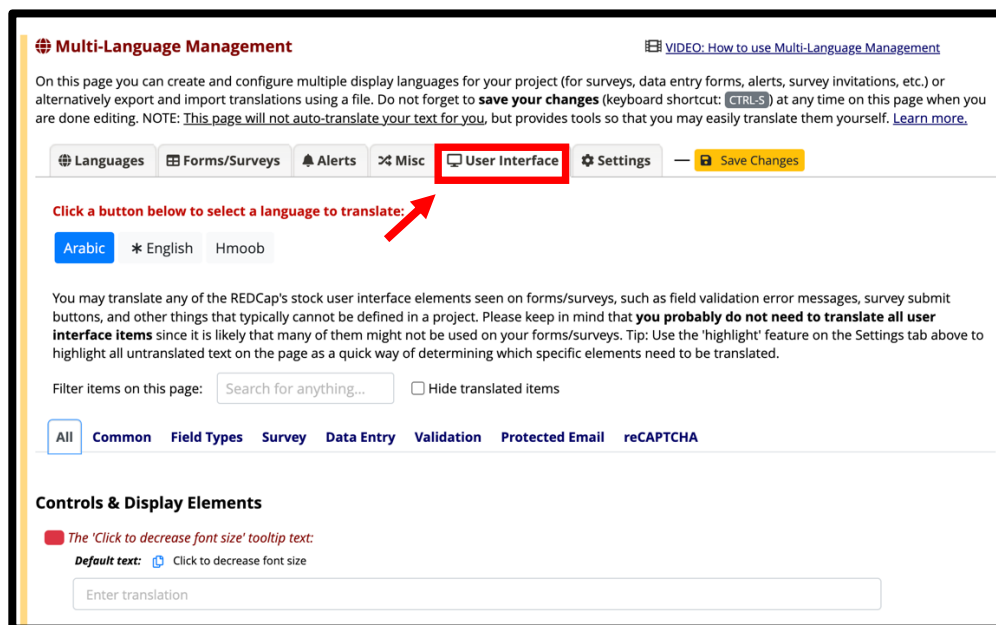 Multi-Language Management
VIDEO: How to use Multi-Language Management
On this page you can create and configure multiple display languages for your project (for surveys, data entry forms, alerts, survey invitations, etc.) or
alternatively export and import translations using a file. Do not forget to save your changes (keyboard shortcut: CTRL-S) at any time on this page when you
are done editing. NOTE: This page will not auto-translate your text for you, but provides tools so that you may easily translate them yourself. Learn more.
Languages Forms/Surveys Alerts Misc User Interface Settings — Save Changes
Click a button below to select a language to translate:
Arabic * English Hmoob
You may translate any of the REDCap's stock user interface elements seen on forms/surveys, such as field validation error messages, survey submit
buttons, and other things that typically cannot be defined in a project. Please keep in mind that you probably do not need to translate all user
interface items since it is likely that many of them might not be used on your forms/surveys. Tip: Use the 'highlight' feature on the Settings tab above to
highlight all untranslated text on the page as a quick way of determining which specific elements need to be translated.
Filter items on this page: Search for anything... Hide translated items
All Common Field Types Survey Data Entry Validation Protected Email reCAPTCHA
Controls & Display Elements
The 'Click to decrease font size' tooltip text:
Default text: Click to decrease font size
Enter translation